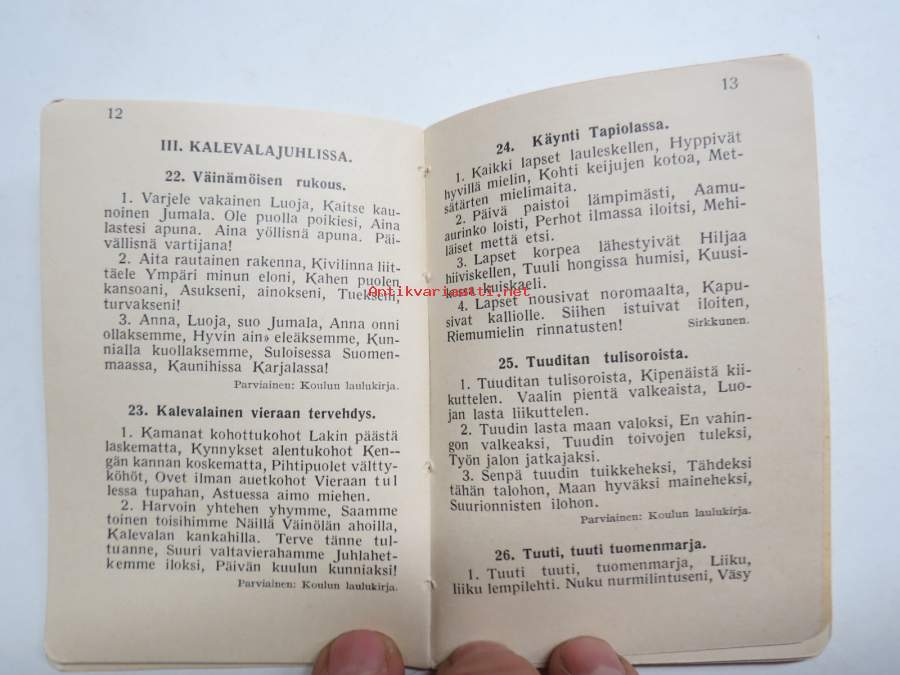 12
III. KALEVALAJUHLISSA.
22. Väinämöisen rukous.
1. Varjele vakainen Luoja, Kaitse kau-
noinen Jumala. Ole puolla poikiesi, Aina
lastesi apuna. Aina yöllisnä apuna. Päi-
vällisnä vartijana!
2. Aita rautainen rakenna, Kivilinna liit-
täele Ympäri minun eloni, Kahen puolen
kansoani, Asukseni, ainokseni, Tuekseni,
turvakseni!
3. Anna, Luoja, suo Jumala, Anna onni
ollaksemme, Hyvin ain› eleäksemme, Kun-
nialla kuollaksemme, Suloisessa Suomen-
maassa, Kaunihissa Karjalassa!
Parviainen: Koulun laulukirja.
23. Kalevalainen vieraan tervehdys.
1. Kamanat kohottukohot Lakin päästä
laskematta, Kynnykset alentukohot Ken-
gän kannan koskematta, Pihtipuolet vältty-
köhöt, Ovet ilman auetkohot Vieraan tul
lessa tupahan, Astuessa aimo miehen.
2. Harvoin yhtehen yhymme, Saamme
toinen toisihimme Näillä Väinölän ahoilla,
Kalevalan kankahilla. Terve tänne tul-
tuanne, Suuri valtavierahamme Juhlahet-
kemme iloksi, Päivän kuulun kunniaksi!
Parviainen: Koulun laulukirja.
13
24. Käynti Tapiolassa.
1. Kaikki lapset lauleskellen, Hyppivät
hyvillä mielin, Kohti keijujen kotoa, Met-
sätärten mielimaita.
2. Päivä paistoi lämpimästi, Aamu-
aurinko loisti, Perhot ilmassa iloitsi, Mehi-
läiset mettä etsi.
3. Lapset korpea lähestyivät Hiljaa
hiiviskellen, Tuuli hongissa humisi, Kuusi-
kuiskaeli.
4. Lapset nousivat noromaalta, Kapu-
sivat kalliolle. Siihen istuivat iloiten,
Riemumielin rinnatusten! Sirkkunen.
25. Tuuditan tulisoroista.
1. Tuuditan tulisoroista, Kipenäistä kii-
kuttelen. Vaalin pientä valkeaista, Luo-
jan lasta liikuttelen.
2. Tuudin lasta maan valoksi, En vahin-
gon valkeaksi, Tuudin toivojen tuleksi,
Työn jalon jatkajaksi.
3. Senpä tuudin tuikkeheksi, Tähdeksi
tähän talohon, Maan hyväksi maineheksi,
Suurionnisten ilohon.
Parviainen: Koulun laulukirja.
26. Tuuti, tuuti tuomenmarja.
1. Tuuti tuuti, tuomenmarja, Liiku,
liiku lempilehti. Nuku nurmilintuseni, Väsy
Antikvariaatti.net